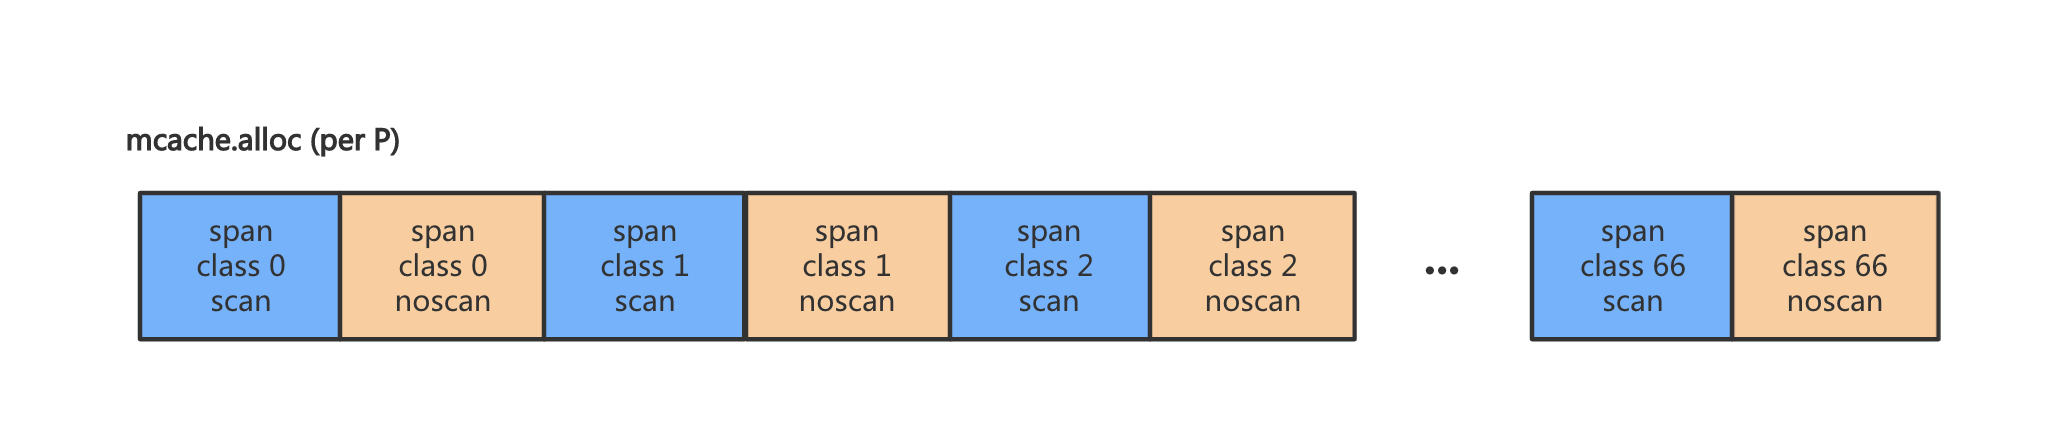 mcache.alloc (per P)
span
class 0
scan
span
class 0
noscan
span
class 1
scan
span
class 1
noscan
span
class 2
scan
span
class 2
noscan
...
span
class 66
scan
span
class 66
noscan